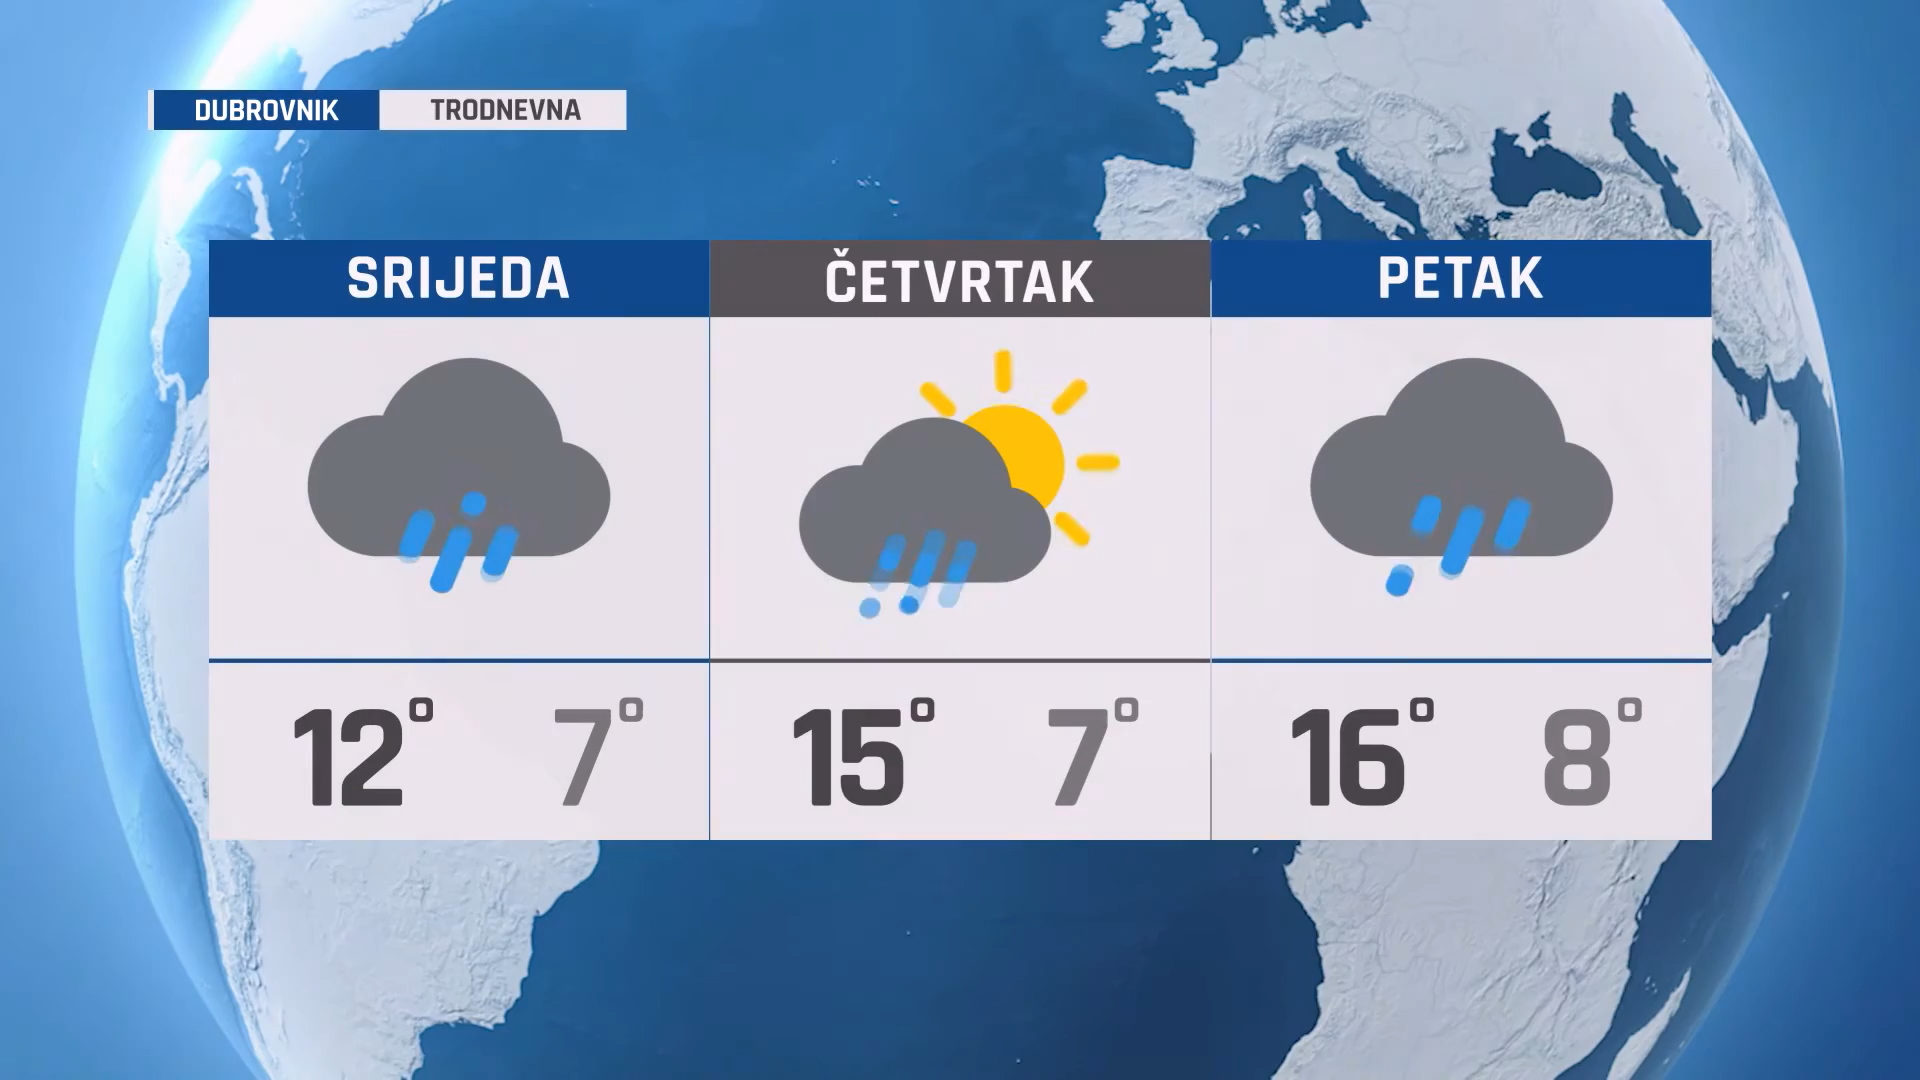 DUBROVNIK TRODNEVNA
SRIJEDA ČETVRTAK PETAK
12° 7° 15° 7° 16° 8°